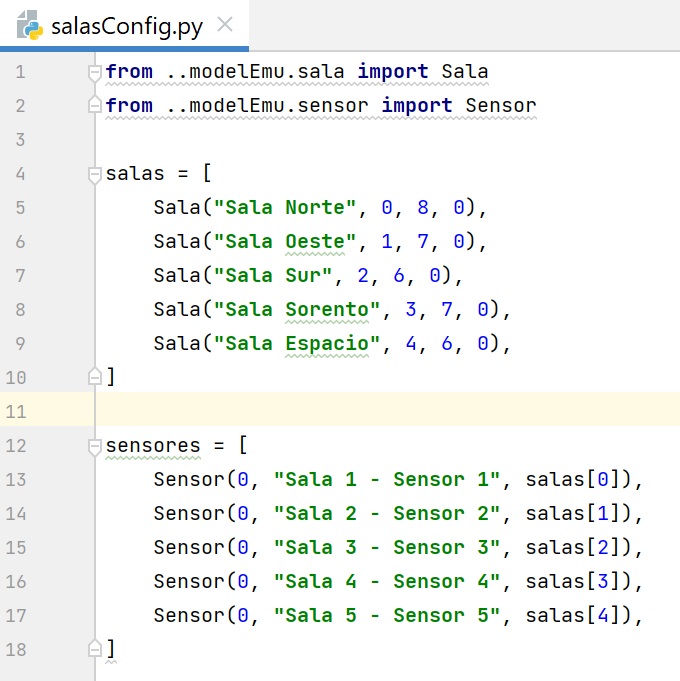 salasConfig.py
1 from ..modelEmu.sala import Sala
2 from ..modelEmu.sensor import Sensor
3
4 salas = [
5     Sala("Sala Norte", 0, 8, 0),
6     Sala("Sala Oeste", 1, 7, 0),
7     Sala("Sala Sur", 2, 6, 0),
8     Sala("Sala Sorento", 3, 7, 0),
9     Sala("Sala Espacio", 4, 6, 0),
10 ]
11
12 sensores = [
13     Sensor(0, "Sala 1 - Sensor 1", salas[0]),
14     Sensor(0, "Sala 2 - Sensor 2", salas[1]),
15     Sensor(0, "Sala 3 - Sensor 3", salas[2]),
16     Sensor(0, "Sala 4 - Sensor 4", salas[3]),
17     Sensor(0, "Sala 5 - Sensor 5", salas[4]),
18 ]